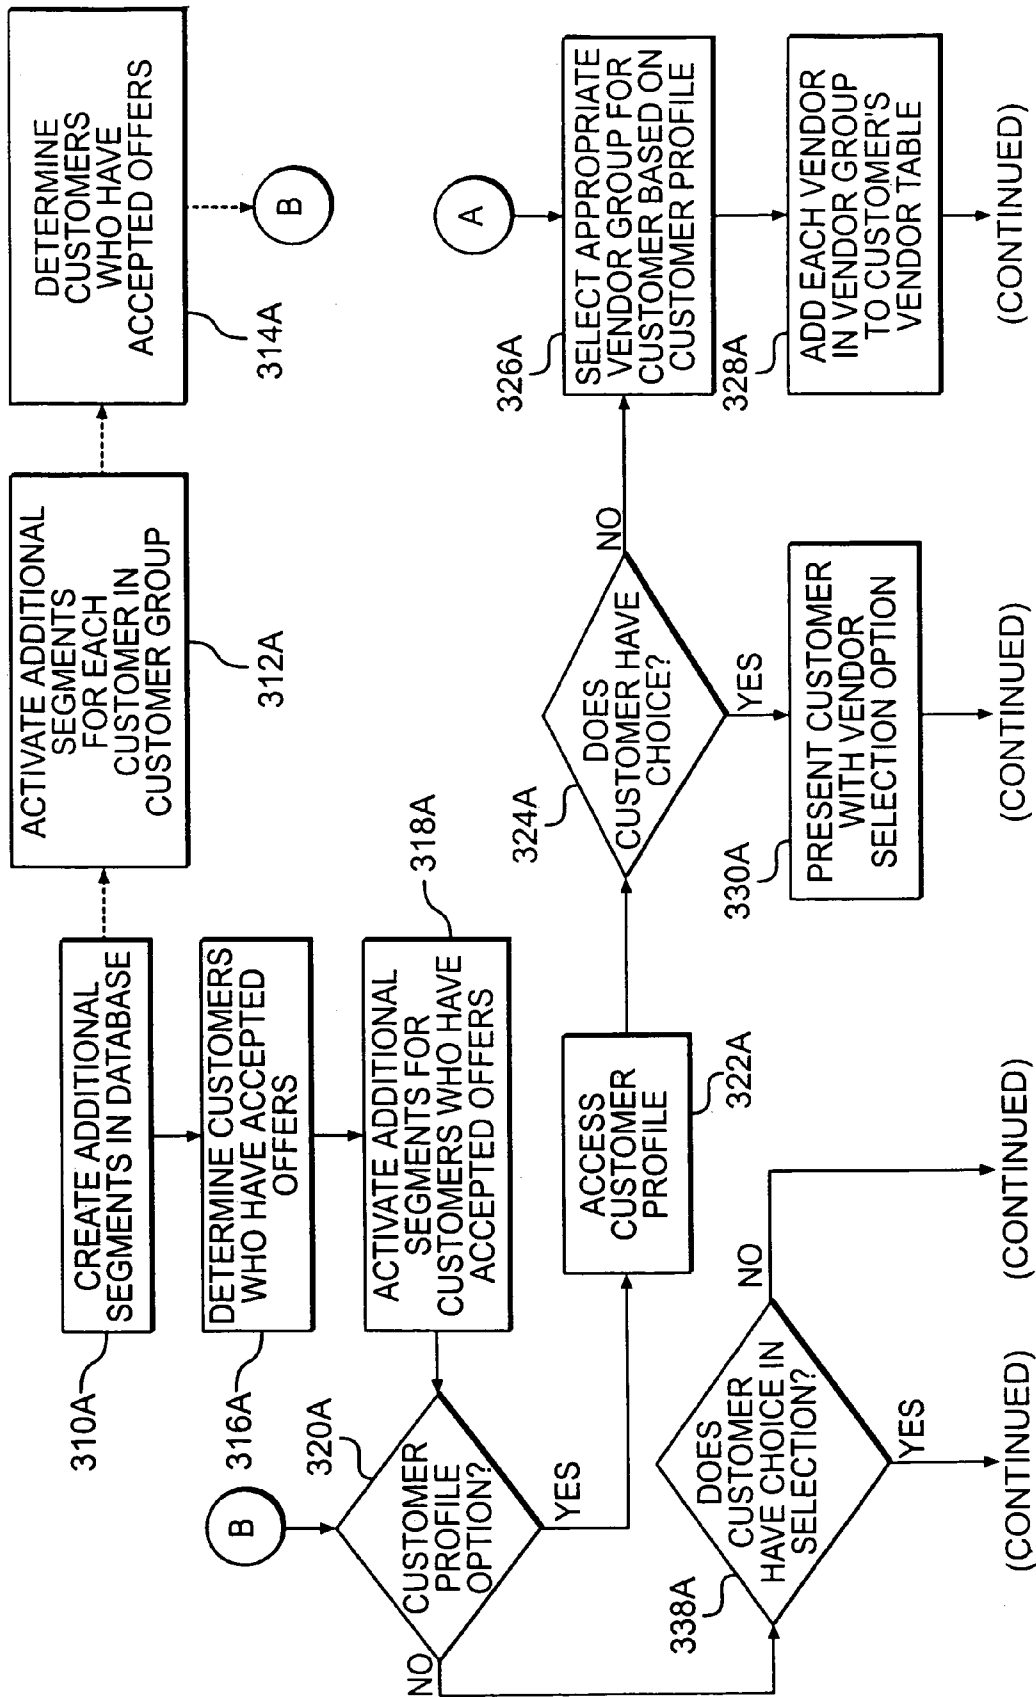 CREATE ADDITIONAL
SEGMENTS IN DATABASE
310A
ACTIVATE ADDITIONAL
SEGMENTS
FOR EACH
CUSTOMER IN
CUSTOMER GROUP
312A
DETERMINE
CUSTOMERS
WHO HAVE
ACCEPTED OFFERS
314A
B
DETERMINE CUSTOMERS
WHO HAVE ACCEPTED
OFFERS
316A
ACTIVATE ADDITIONAL
SEGMENTS FOR
CUSTOMERS WHO HAVE
ACCEPTED OFFERS
318A
B
320A
CUSTOMER
PROFILE
OPTION?
NO
YES
ACCESS
CUSTOMER
PROFILE
322A
324A
DOES
CUSTOMER HAVE
CHOICE?
NO
YES
A
326A
SELECT APPROPRIATE
VENDOR GROUP FOR
CUSTOMER BASED ON
CUSTOMER PROFILE
328A
ADD EACH VENDOR
IN VENDOR GROUP
TO CUSTOMER'S
VENDOR TABLE
(CONTINUED)
330A
PRESENT CUSTOMER
WITH VENDOR
SELECTION OPTION
(CONTINUED)
338A
DOES
CUSTOMER
HAVE CHOICE IN
SELECTION?
NO
YES
(CONTINUED)
(CONTINUED)